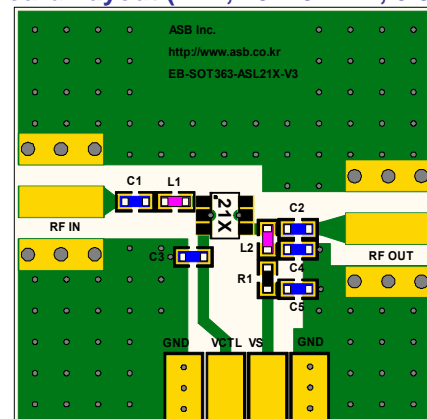 ASB Inc.
http://www.asb.co.kr
EB-SOT363-ASL21X-V3
C1 L1
21X
C2
RF IN
L2
C3
C4
RF OUT
R1
C5
GND VCTL VS GND